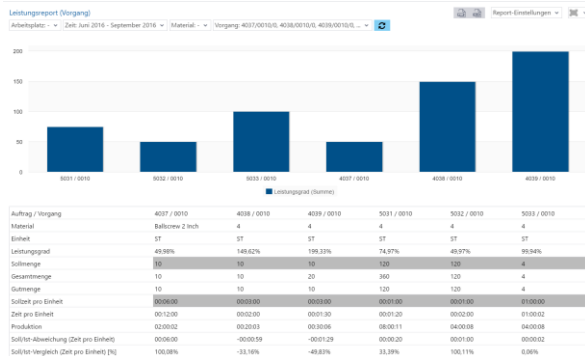 Leistungsreport (Vorgang)
Report-Einstellungen
Arbeitsplatz: - Zeit: Juni 2016 - September 2016 Material: - Vorgang: 4037/0010/0, 4038/0010/0, 4039/0010/0, ...
200
150
100
50
0
5031 / 0010 5032 / 0010 5033 / 0010 4037 / 0010 4038 / 0010 4039 / 0010
Leistungsgrad (Summe)
Auftrag / Vorgang 4037 / 0010 4038 / 0010 4039 / 0010 5031 / 0010 5032 / 0010 5033 / 0010
Material Ballscrew 2 Inch 4 4 4 4 4
Einheit ST ST ST ST ST ST
Leistungsgrad 49,98% 149,62% 199,33% 74,97% 49,97% 99,94%
Sollmenge 10 10 10 120 120 4
Gesamtmenge 10 10 20 360 120 4
Gutmenge 10 10 10 120 120 4
Sollzeit pro Einheit 00:06:00 00:03:00 00:03:00 00:01:00 00:01:00 01:00:00
Zeit pro Einheit 00:12:00 00:02:00 00:01:30 00:01:20 00:02:00 01:00:02
Produktion 02:00:02 00:20:03 00:30:06 08:00:11 04:00:08 04:00:08
Soll/Ist-Abweichung (Zeit pro Einheit) 00:06:00 -00:00:59 -00:01:29 00:00:20 00:01:00 00:00:02
Soll/Ist-Vergleich (Zeit pro Einheit) [%] 100,08% -33,16% -49,83% 33,39% 100,11% 0,06%